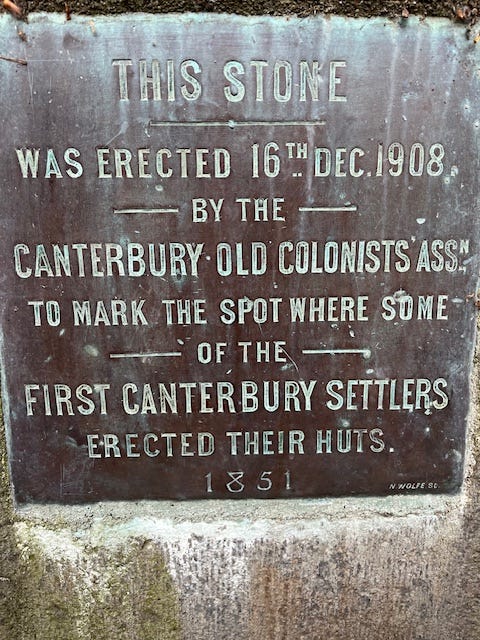 THIS STONE
WAS ERECTED 16TH DEC. 1908,
BY THE
CANTERBURY OLD COLONISTS' ASSN.
TO MARK THE SPOT WHERE SOME
OF THE
FIRST CANTERBURY SETTLERS
ERECTED THEIR HUTS.
1851
N. WOLFE. SC.